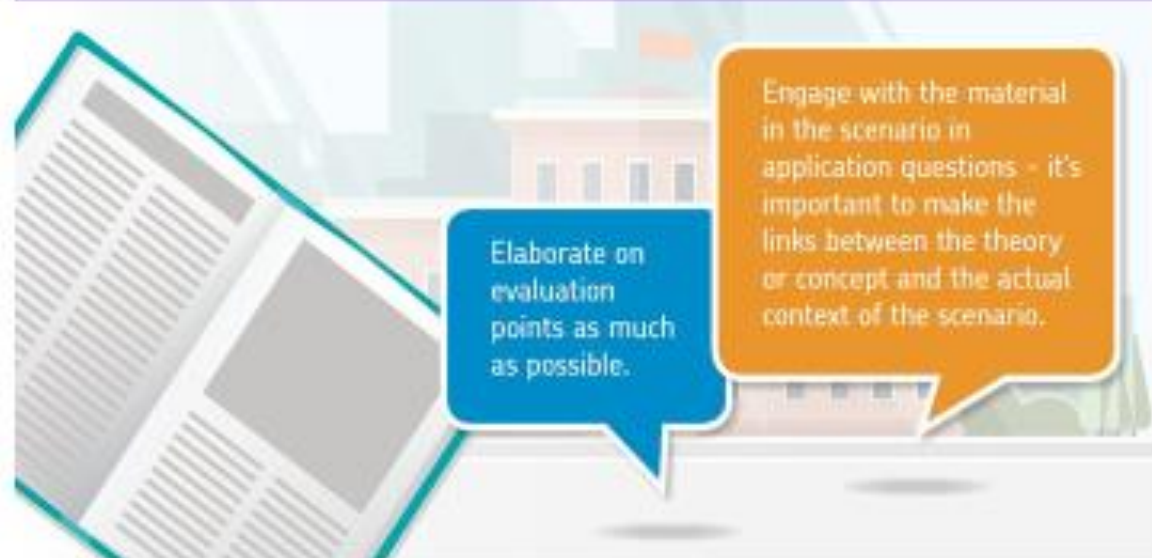 Elaborate on
evaluation
points as much
as possible.
Engage with the material
in the scenario in
application questions - it's
important to make the
links between the theory
or concept and the actual
context of the scenario.